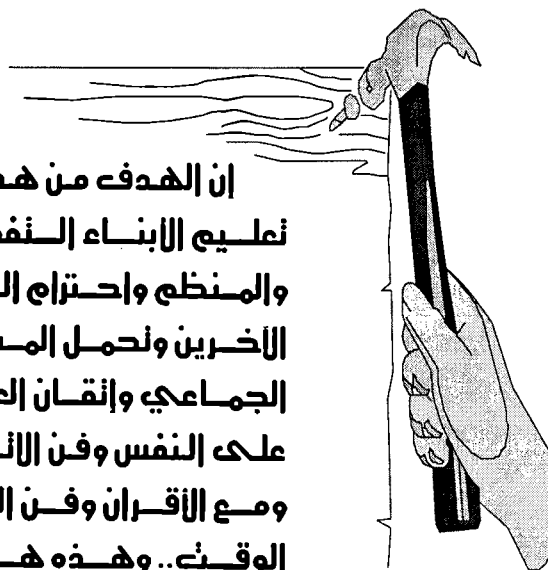 إن الهدف من
تعليم الأبناء
والمنظم واحترام
الآخرين وتحمل
الجماعي وإتقان
على النفس وفن
ومع الأقران وفن
الوقت.. وهذه